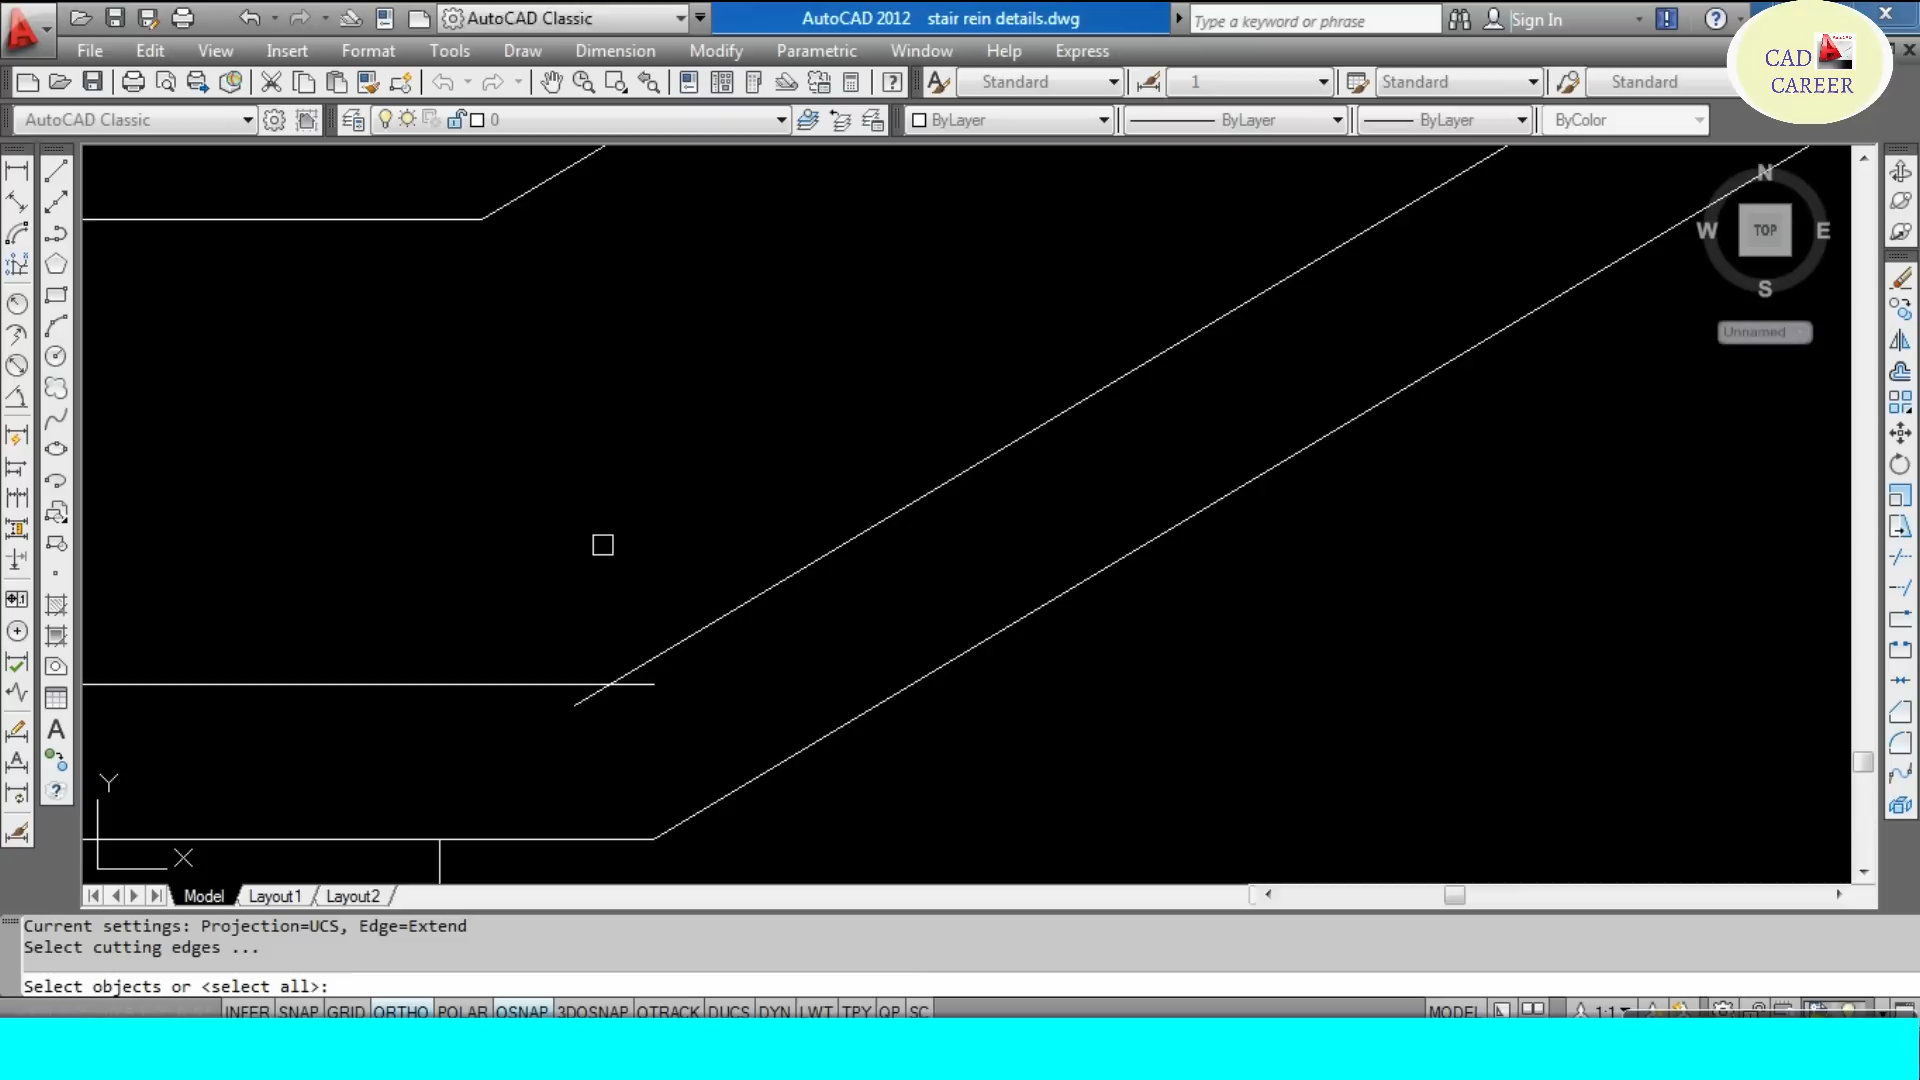 AutoCAD Classic
AutoCAD 2012 stair rein details.dwg
Type a keyword or phrase
Sign In
File Edit View Insert Format Tools Draw Dimension Modify Parametric Window Help Express
CAD
CAREER
Standard 1 Standard Standard
AutoCAD Classic 0 ByLayer ByLayer ByLayer ByColor
N
W TOP E
S
Unnamed
Y
X
Model Layout1 Layout2
Current settings: Projection=UCS, Edge=Extend
Select cutting edges ...
Select objects or <select all>:
INFER SNAP GRID ORTHO POLAR OSNAP 3DOSNAP OTRACK DUCS DYN LWT TPY QP SC MODEL 1:1